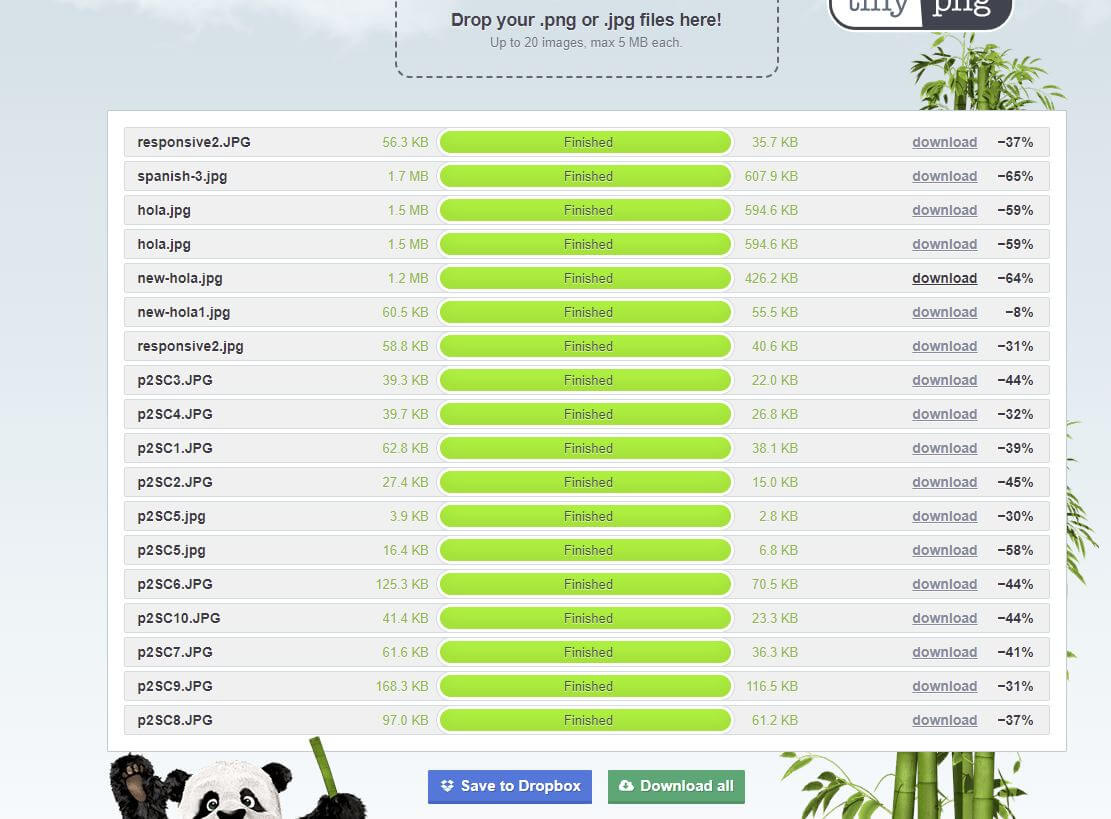 tiny png
Drop your .png or .jpg files here!
Up to 20 images, max 5 MB each.
responsive2.JPG 56.3 KB Finished 35.7 KB download −37%
spanish-3.jpg 1.7 MB Finished 607.9 KB download −65%
hola.jpg 1.5 MB Finished 594.6 KB download −59%
hola.jpg 1.5 MB Finished 594.6 KB download −59%
new-hola.jpg 1.2 MB Finished 426.2 KB download −64%
new-hola1.jpg 60.5 KB Finished 55.5 KB download −8%
responsive2.jpg 58.8 KB Finished 40.6 KB download −31%
p2SC3.JPG 39.3 KB Finished 22.0 KB download −44%
p2SC4.JPG 39.7 KB Finished 26.8 KB download −32%
p2SC1.JPG 62.8 KB Finished 38.1 KB download −39%
p2SC2.JPG 27.4 KB Finished 15.0 KB download −45%
p2SC5.jpg 3.9 KB Finished 2.8 KB download −30%
p2SC5.jpg 16.4 KB Finished 6.8 KB download −58%
p2SC6.JPG 125.3 KB Finished 70.5 KB download −44%
p2SC10.JPG 41.4 KB Finished 23.3 KB download −44%
p2SC7.JPG 61.6 KB Finished 36.3 KB download −41%
p2SC9.JPG 168.3 KB Finished 116.5 KB download −31%
p2SC8.JPG 97.0 KB Finished 61.2 KB download −37%
Save to Dropbox Download all